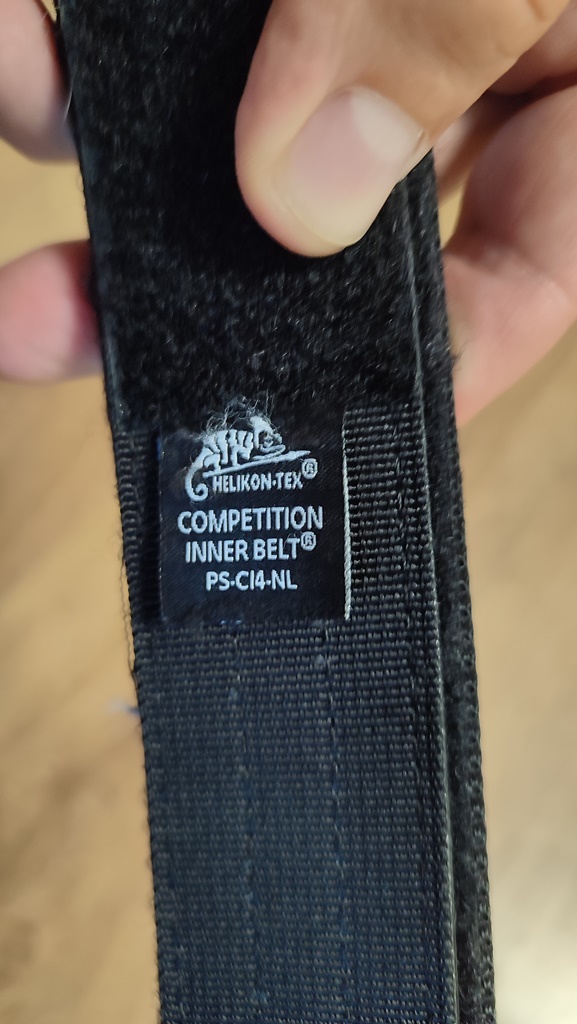 HELIKON-TEX®
COMPETITION
INNER BELT®
PS-CI4-NL